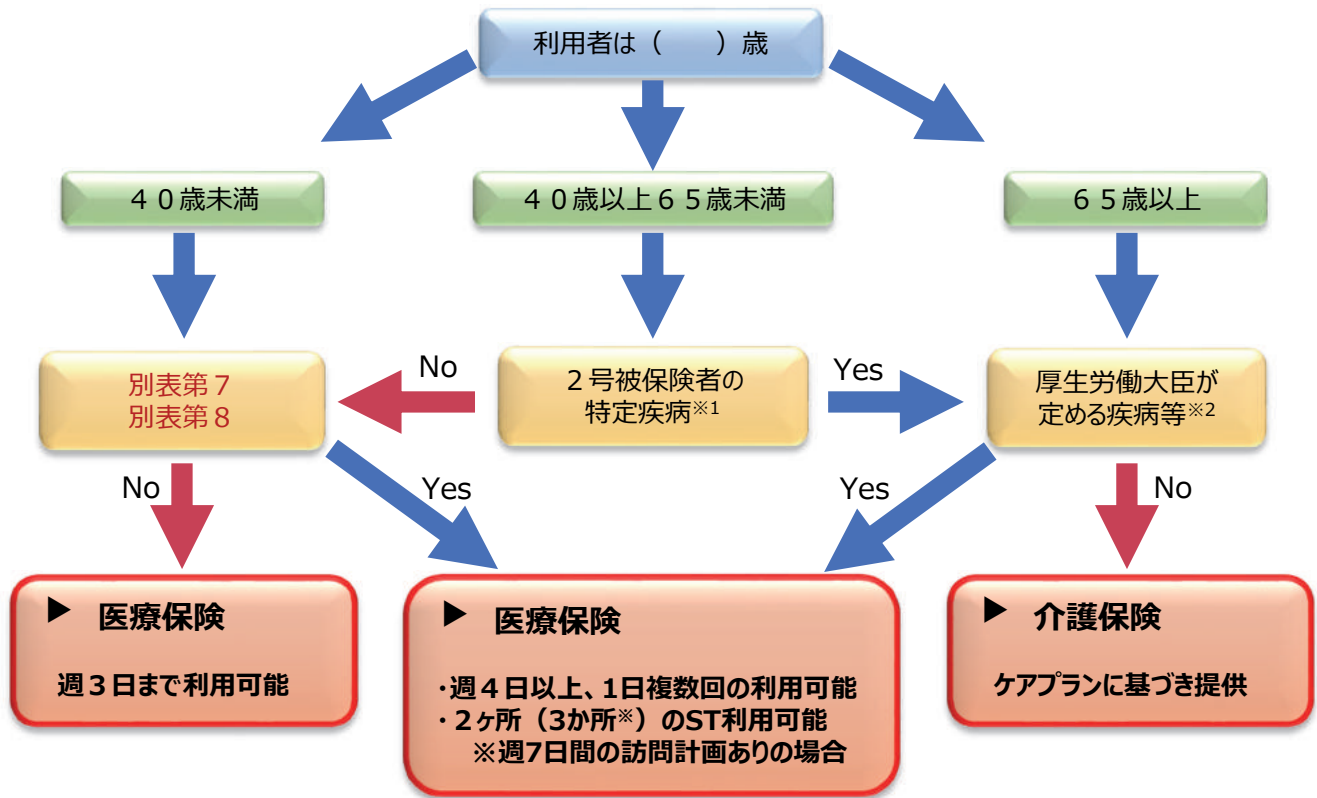 利用者は（　　）歳
４０歳未満
４０歳以上６５歳未満
６５歳以上
別表第７
別表第８
No
２号被保険者の
特定疾病※1
Yes
厚生労働大臣が
定める疾病等※2
No
Yes
Yes
No
▶ 医療保険
週３日まで利用可能
▶ 医療保険
・週４日以上、1日複数回の利用可能
・２ヶ所（3か所※）のST利用可能
※週7日間の訪問計画ありの場合
▶ 介護保険
ケアプランに基づき提供